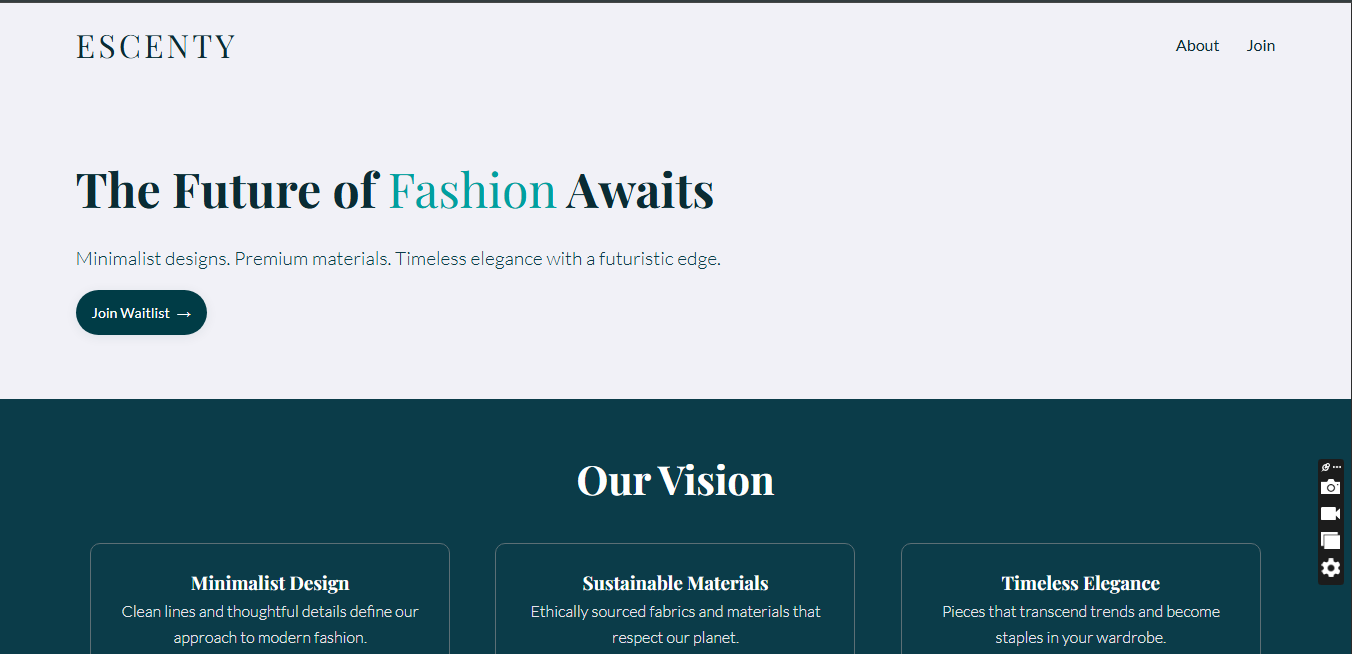 ESCENTY
About Join
The Future of Fashion Awaits
Minimalist designs. Premium materials. Timeless elegance with a futuristic edge.
Join Waitlist →
Our Vision
Minimalist Design
Clean lines and thoughtful details define our
approach to modern fashion.
Sustainable Materials
Ethically sourced fabrics and materials that
respect our planet.
Timeless Elegance
Pieces that transcend trends and become
staples in your wardrobe.